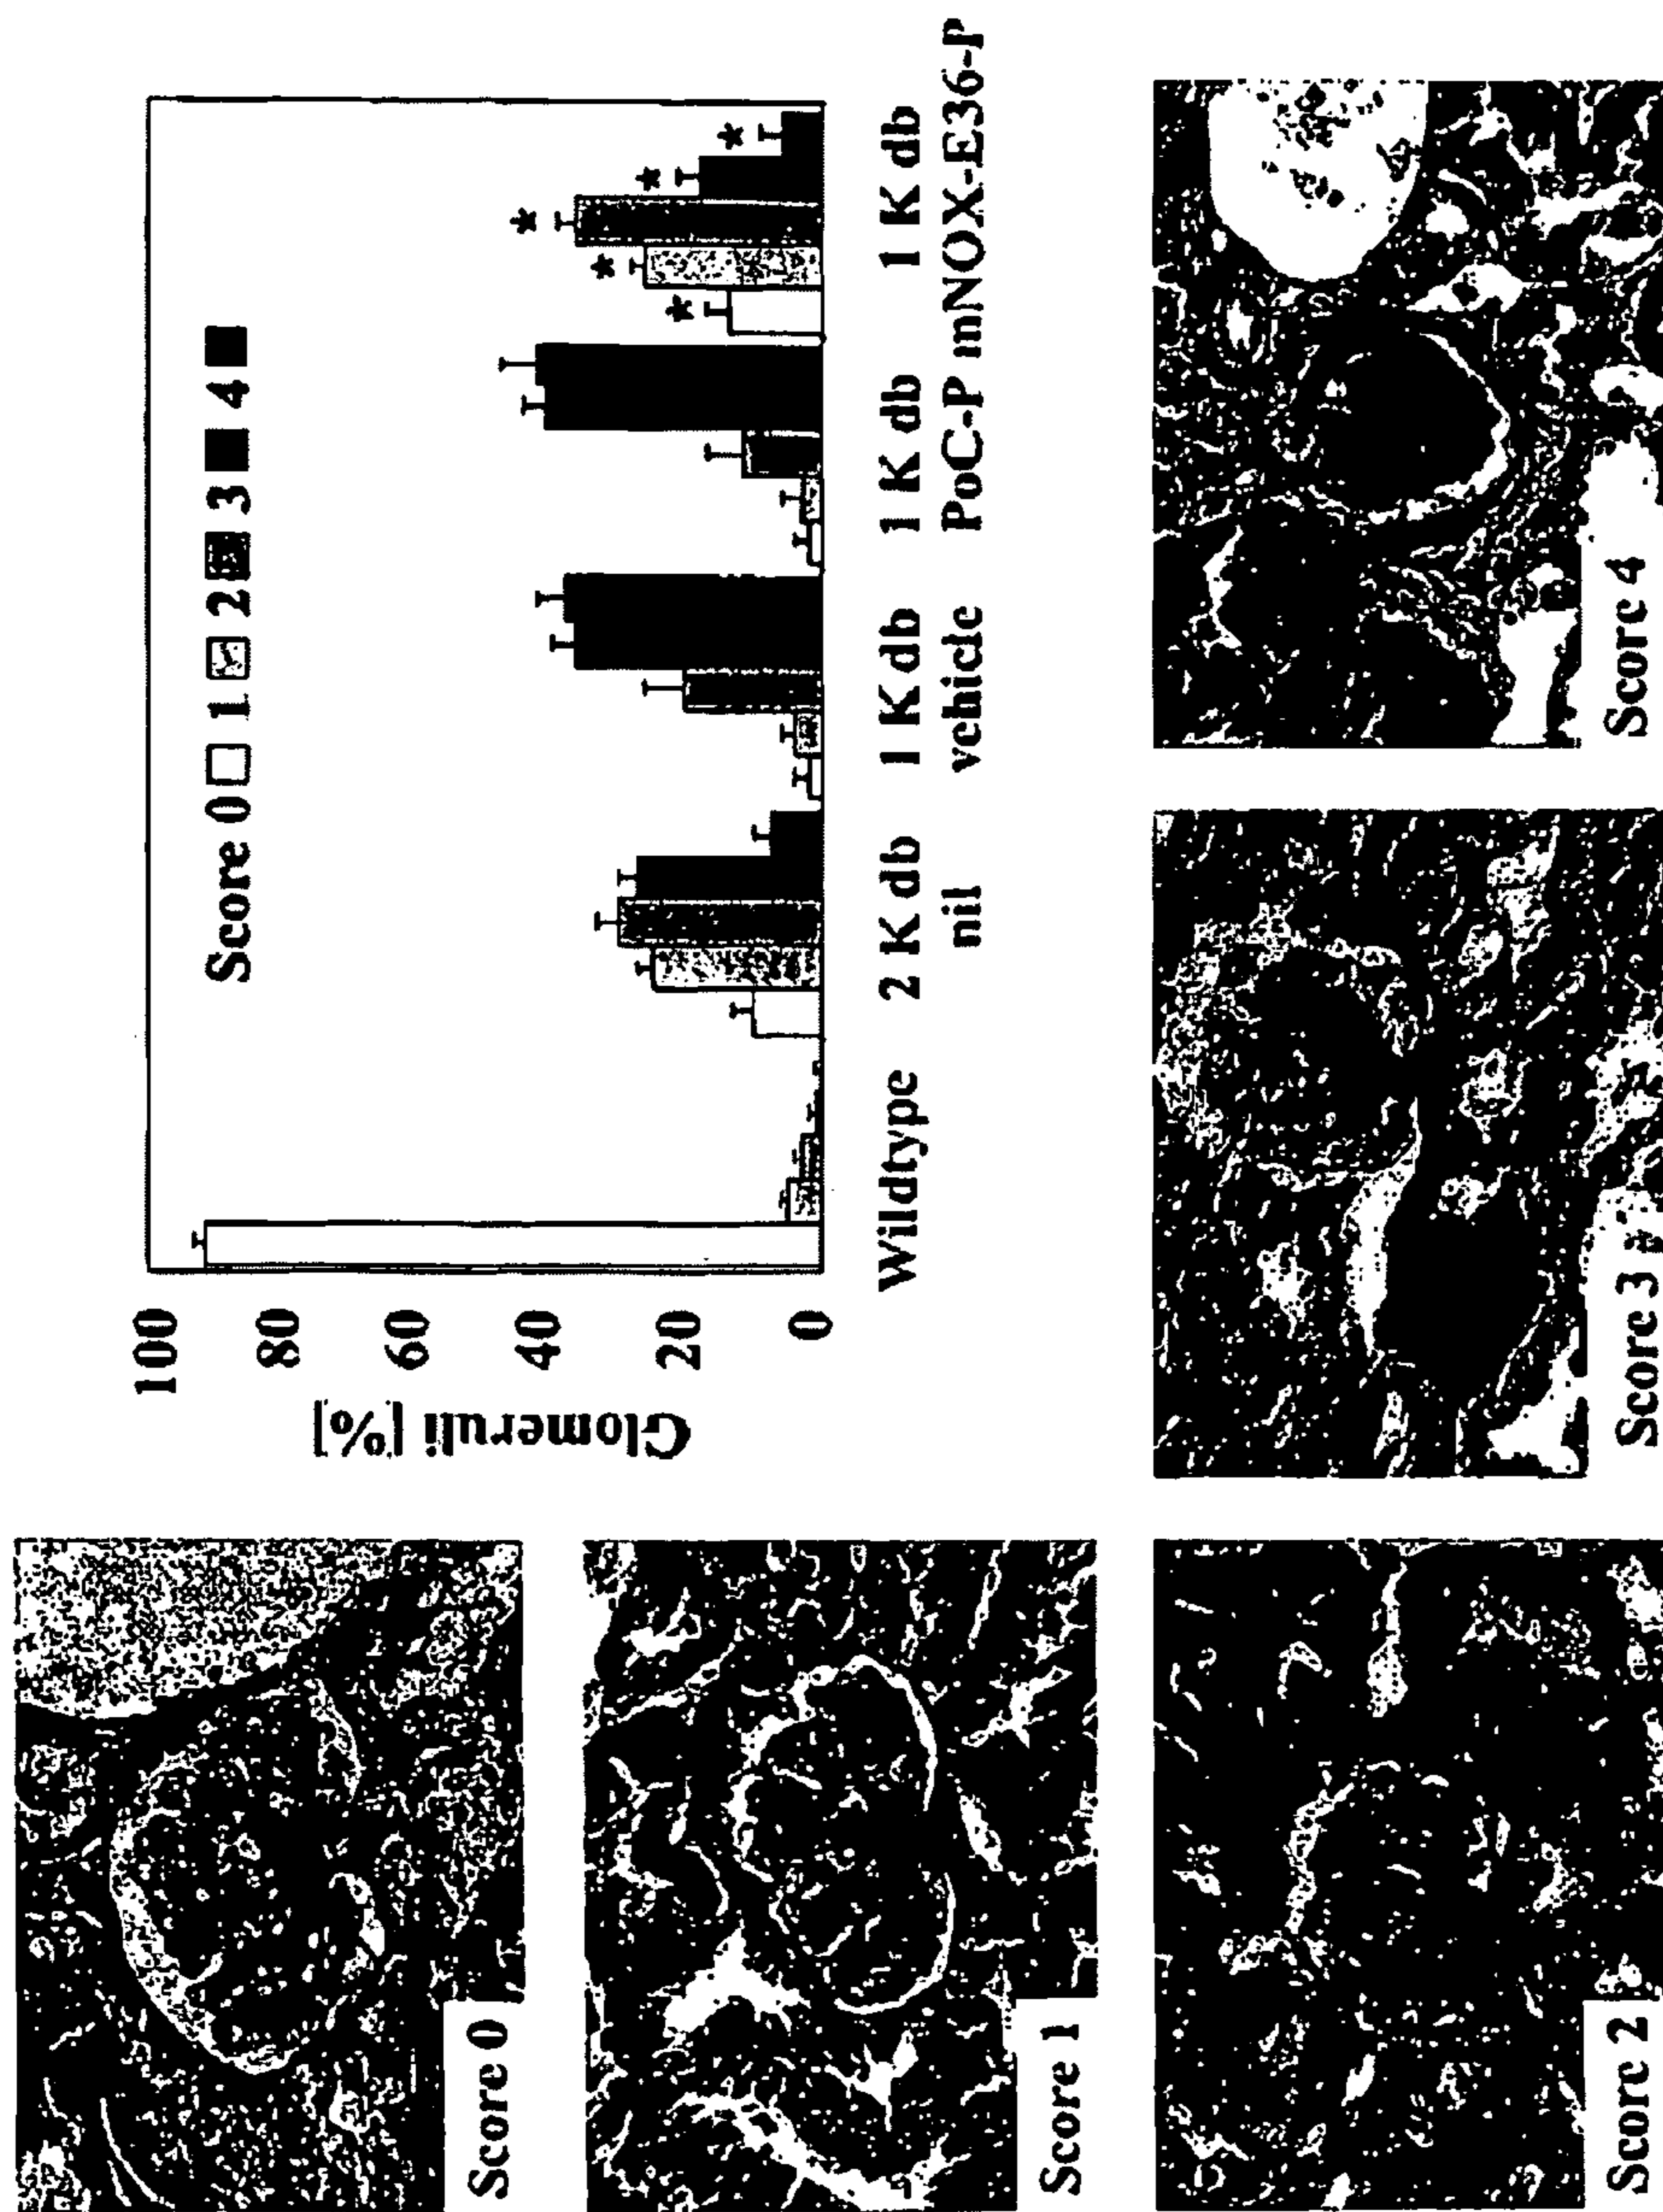 Score 0
Score 1
Score 2
Score 3
Score 4
Glomeruli [%]
100
80
60
40
20
0
Score 0 1 2 3 4
* * * * *
Wildtype 2 K db 1 K db 1 K db 1 K db
nil vehicle PoC-P mNOX-E36-P